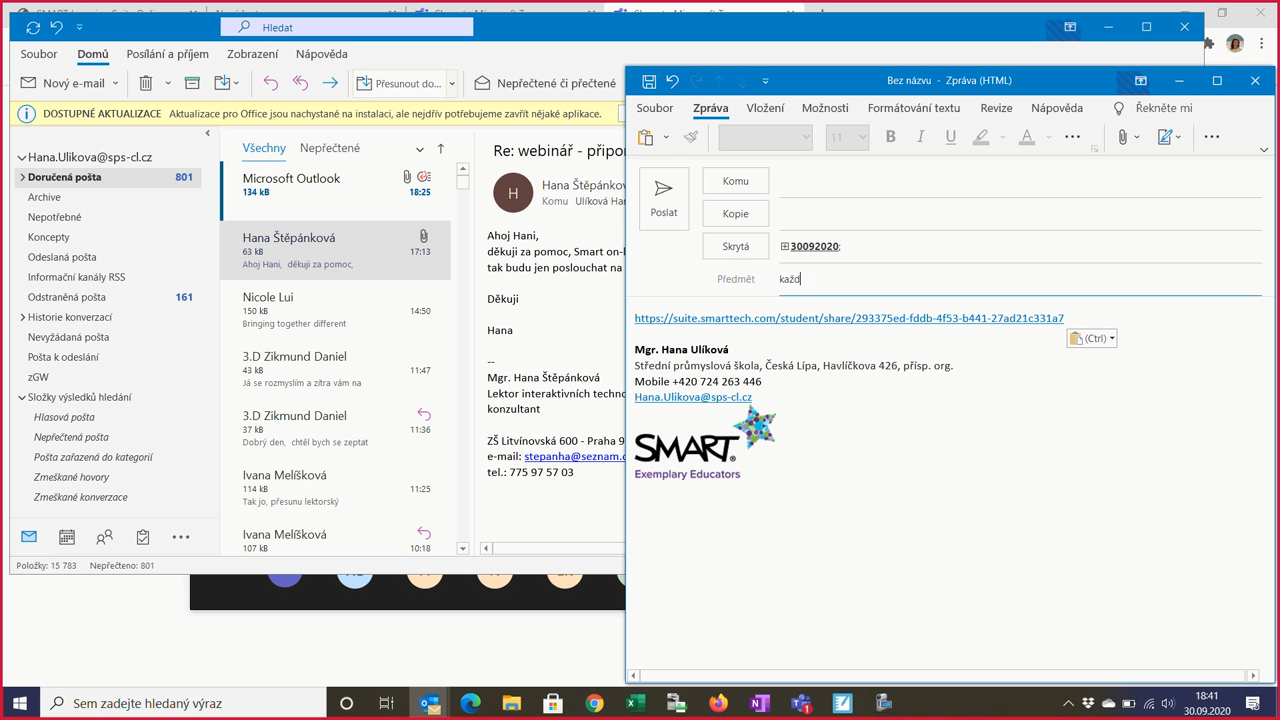 Hledat
Soubor Domů Posílání a příjem Zobrazení Nápověda
Nový e-mail Přesunout do... Nepřečtené či přečtené
DOSTUPNÉ AKTUALIZACE Aktualizace pro Office jsou nachystané na instalaci, ale nejdřív potřebujeme zavřít nějaké aplikace.
Hana.Ulikova@sps-cl.cz
Doručená pošta 801
Archive
Nepotřebné
Koncepty
Odeslaná pošta
Informační kanály RSS
Odstraněná pošta 161
Historie konverzací
Nevyžádaná pošta
Pošta k odeslání
zGW
Složky výsledků hledání
Hlasová pošta
Nepřečtená pošta
Pošta zařazená do kategorií
Zmeškané hovory
Zmeškané konverzace
Položky: 15 783 Nepřečteno: 801
Všechny Nepřečtené
Microsoft Outlook
134 kB 18:25
Hana Štěpánková
63 kB 17:13
Ahoj Hani, děkuji za pomoc,
Nicole Lui
150 kB 14:50
Bringing together different
3.D Zikmund Daniel
43 kB 11:47
Já se rozmyslím a zítra vám na
3.D Zikmund Daniel
37 kB 11:36
Dobrý den, chtěl bych se zeptat
Ivana Melíšková
114 kB 11:25
Tak jo, přesunu lektorský
Ivana Melíšková
107 kB 10:18
Re: webinář - připo
H
Hana Štěpánkov
Komu Ulíková Han
Ahoj Hani,
děkuji za pomoc, Smart on-l
tak budu jen poslouchat na
Děkuji
Hana
--
Mgr. Hana Štěpánková
Lektor interaktivních techno
konzultant
ZŠ Litvínovská 600 - Praha 9
e-mail: stepanha@seznam.c
tel.: 775 97 57 03
Bez názvu - Zpráva (HTML)
Soubor Zpráva Vložení Možnosti Formátování textu Revize Nápověda Řekněte mi
11 B I U A
Poslat
Komu
Kopie
Skrytá 30092020;
Předmět každ
https://suite.smarttech.com/student/share/293375ed-fddb-4f53-b441-27ad21c331a7
(Ctrl)
Mgr. Hana Ulíková
Střední průmyslová škola, Česká Lípa, Havlíčkova 426, přísp. org.
Mobile +420 724 263 446
Hana.Ulikova@sps-cl.cz
SMART
Exemplary Educators
Sem zadejte hledaný výraz
18:41
30.09.2020